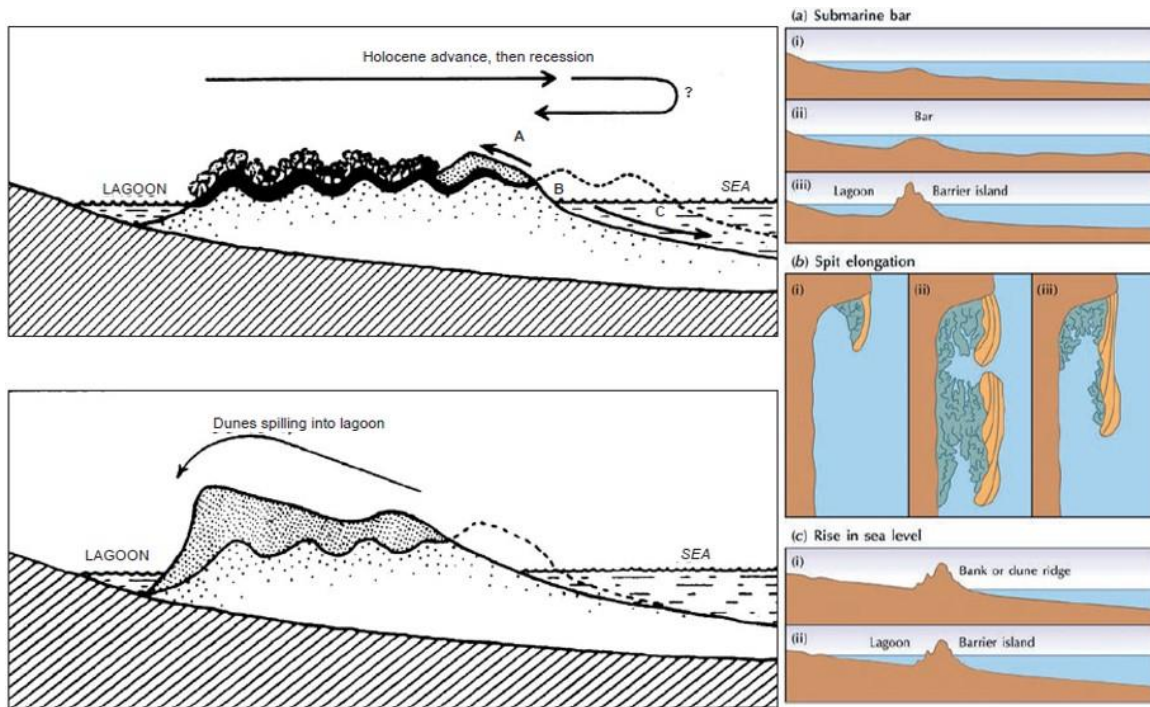 Holocene advance, then recession
?
A
LAGOON
B
SEA
C
Dunes spilling into lagoon
LAGOON
SEA
(a) Submarine bar
(i)
(ii)
Bar
(iii)
Lagoon
Barrier island
(b) Spit elongation
(i)
(ii)
(iii)
(c) Rise in sea level
(i)
Bank or dune ridge
(ii)
Lagoon
Barrier island